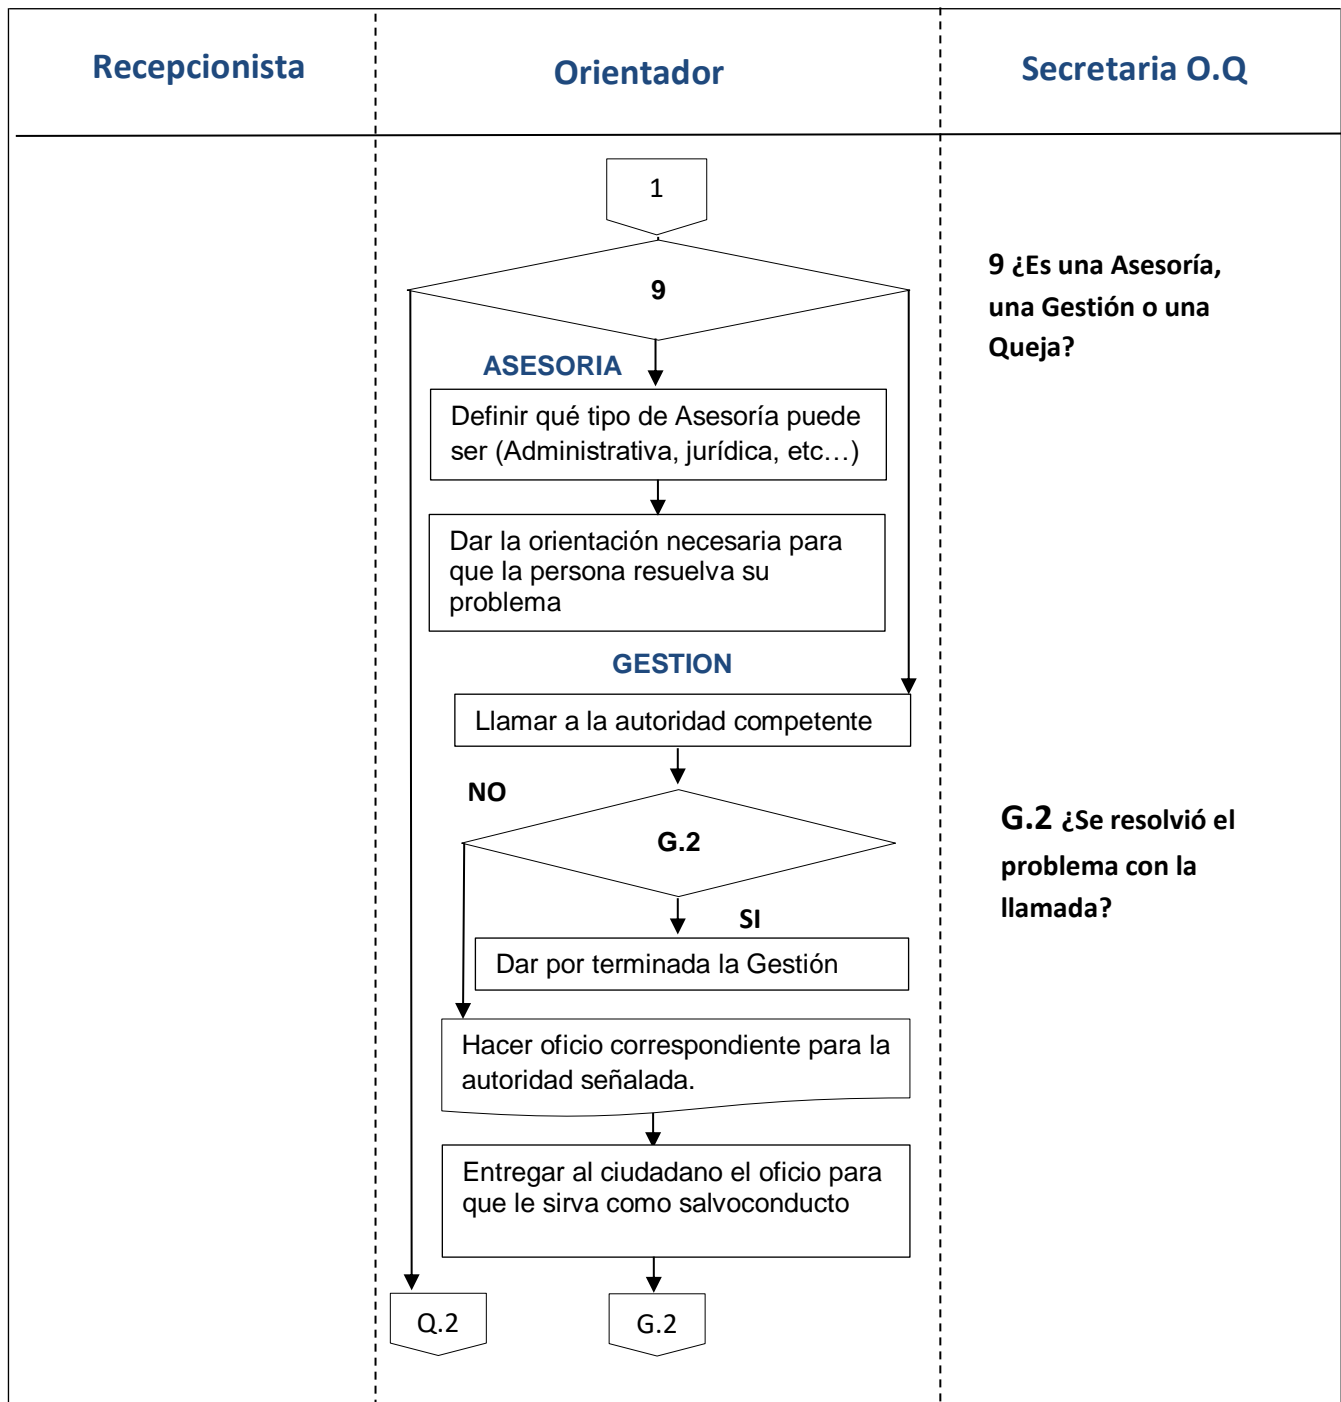 Recepcionista
Orientador
Secretaria O.Q
1
9
9 ¿Es una Asesoría,
una Gestión o una
Queja?
ASESORIA
Definir qué tipo de Asesoría puede
ser (Administrativa, jurídica, etc…)
Dar la orientación necesaria para
que la persona resuelva su
problema
GESTION
Llamar a la autoridad competente
NO
G.2
G.2 ¿Se resolvió el
problema con la
llamada?
SI
Dar por terminada la Gestión
Hacer oficio correspondiente para la
autoridad señalada.
Entregar al ciudadano el oficio para
que le sirva como salvoconducto
Q.2
G.2